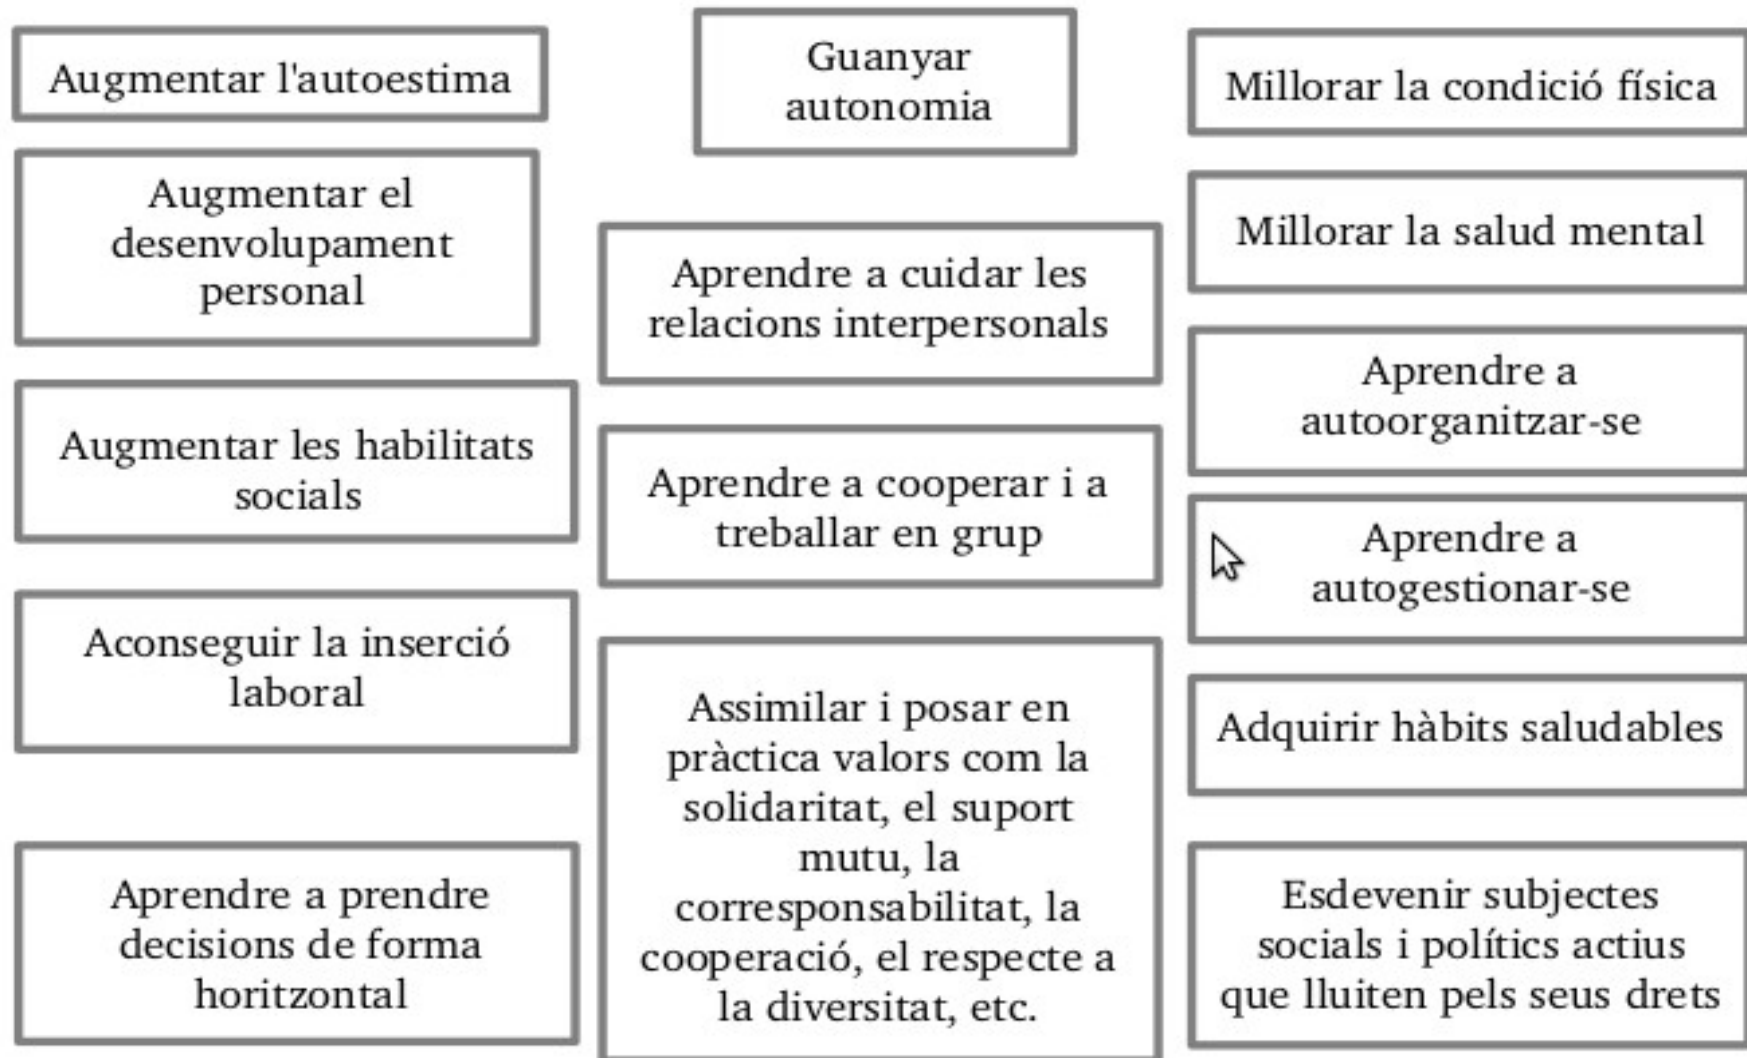 Augmentar l'autoestima
Augmentar el
desenvolupament
personal
Augmentar les habilitats
socials
Aconseguir la inserció
laboral
Aprendre a prendre
decisions de forma
horitzontal
Guanyar
autonomia
Aprendre a cuidar les
relacions interpersonals
Aprendre a cooperar i a
treballar en grup
Assimilar i posar en
pràctica valors com la
solidaritat, el suport
mutu, la
corresponsabilitat, la
cooperació, el respecte a
la diversitat, etc.
Millorar la condició física
Millorar la salud mental
Aprendre a
autoorganitzar-se
Aprendre a
autogestionar-se
Adquirir hàbits saludables
Esdevenir subjectes
socials i polítics actius
que lluiten pels seus drets